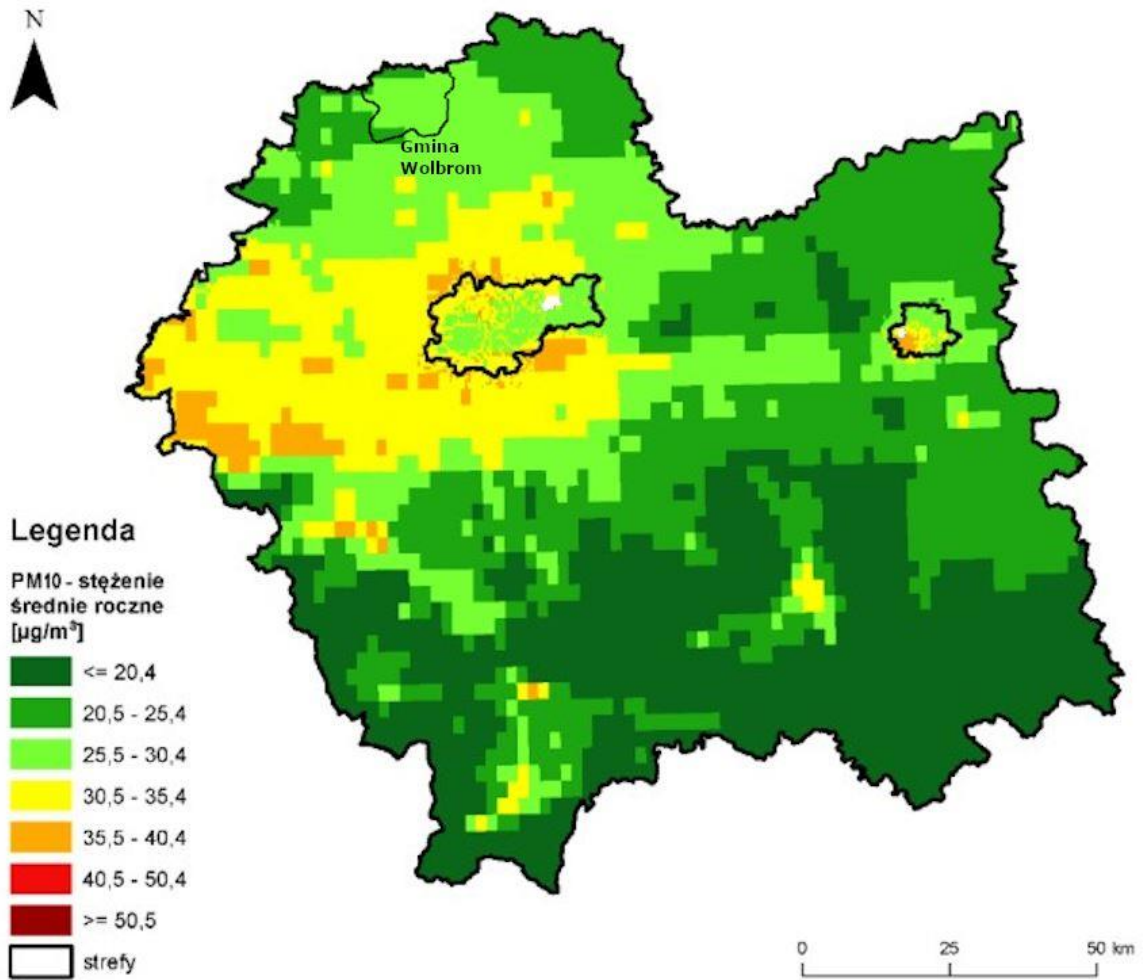 N
Gmina
Wolbrom
Legenda
PM10 - stężenie
średnie roczne
[µg/m³]
<= 20,4
20,5 - 25,4
25,5 - 30,4
30,5 - 35,4
35,5 - 40,4
40,5 - 50,4
>= 50,5
strefy
0 25 50 km